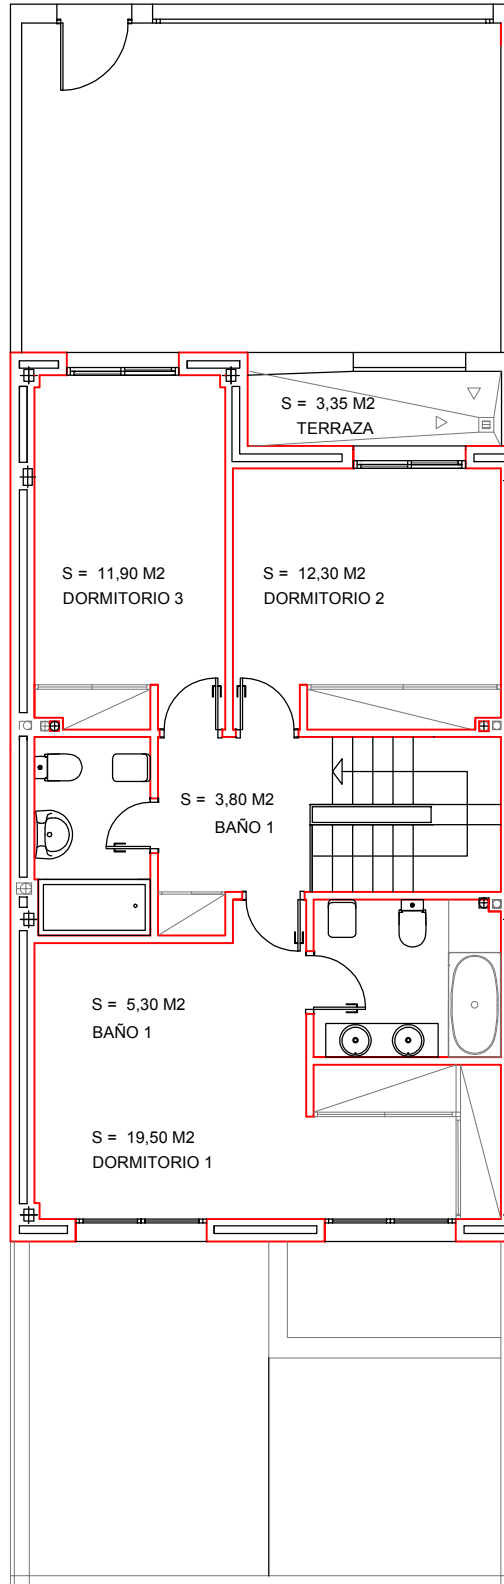 S = 3,35 M2
TERRAZA
S = 11,90 M2
DORMITORIO 3
S = 12,30 M2
DORMITORIO 2
S = 3,80 M2
BAÑO 1
S = 5,30 M2
BAÑO 1
S = 19,50 M2
DORMITORIO 1